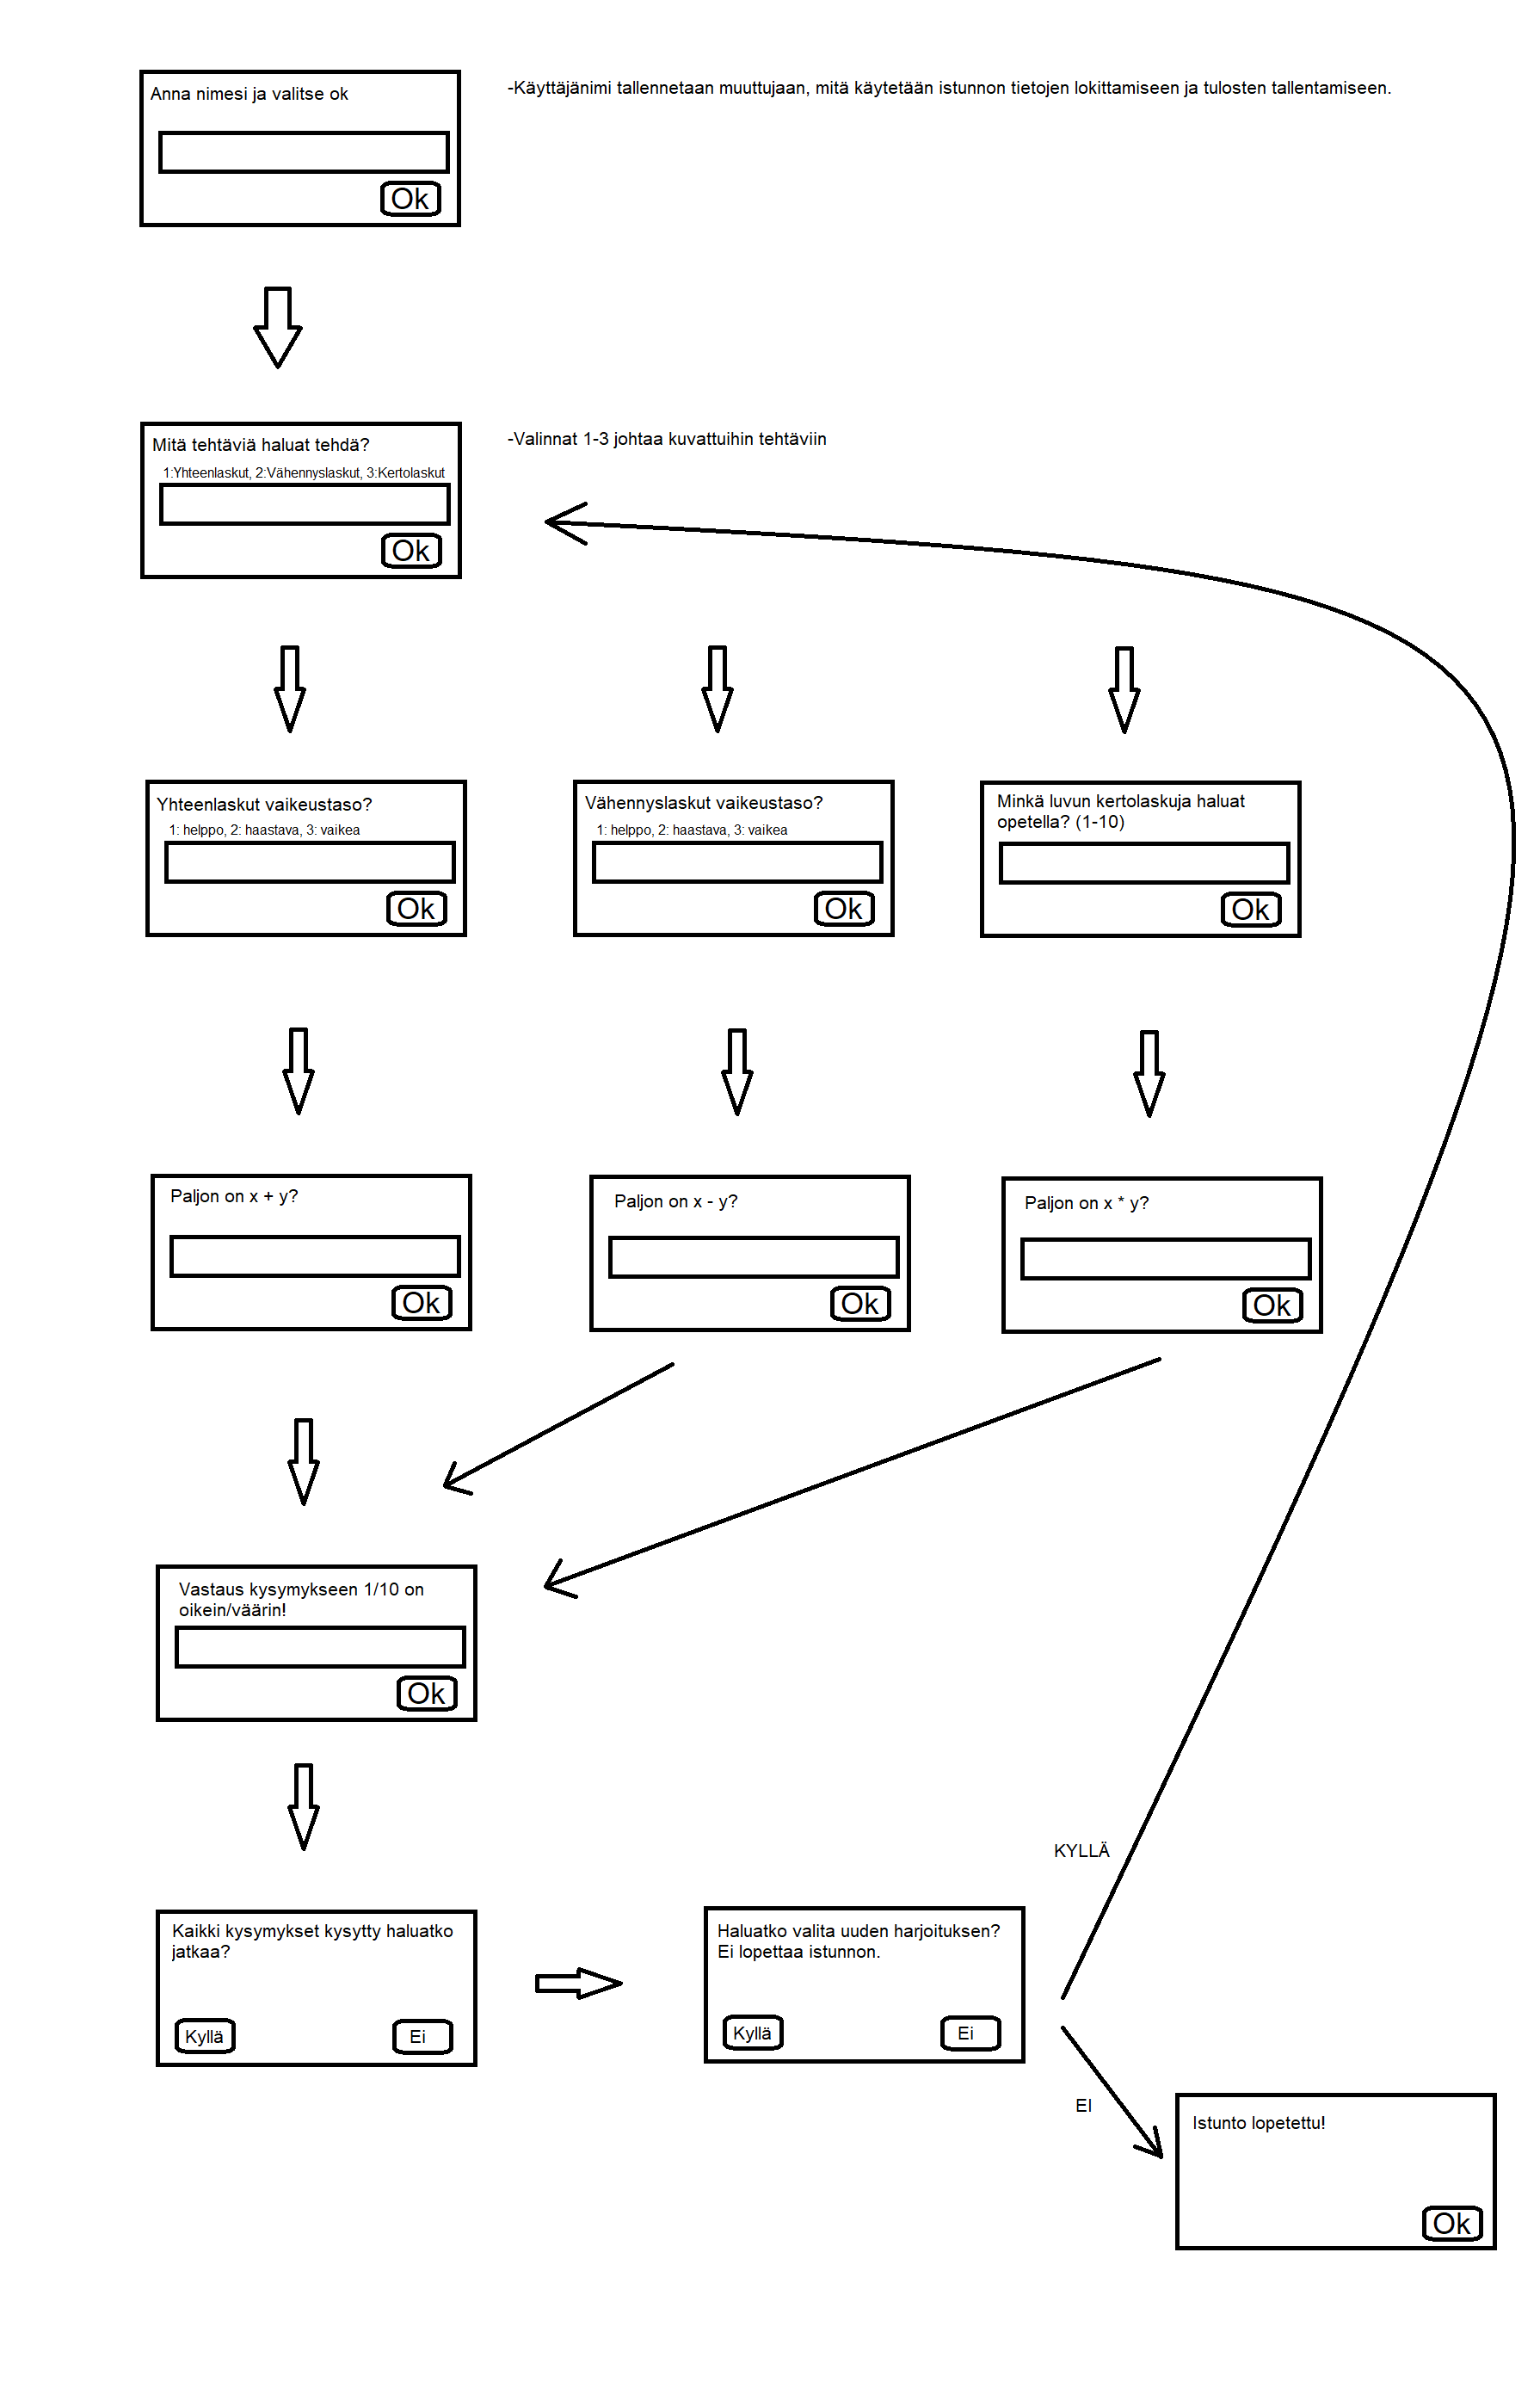 Anna nimesi ja valitse ok
Ok
-Käyttäjänimi tallennetaan muuttujaan, mitä käytetään istunnon tietojen lokittamiseen ja tulosten tallentamiseen.
Mitä tehtäviä haluat tehdä?
1:Yhteenlaskut, 2:Vähennyslaskut, 3:Kertolaskut
Ok
-Valinnat 1-3 johtaa kuvattuihin tehtäviin
Yhteenlaskut vaikeustaso?
1: helppo, 2: haastava, 3: vaikea
Ok
Vähennyslaskut vaikeustaso?
1: helppo, 2: haastava, 3: vaikea
Ok
Minkä luvun kertolaskuja haluat
opetella? (1-10)
Ok
Paljon on x + y?
Ok
Paljon on x - y?
Ok
Paljon on x * y?
Ok
Vastaus kysymykseen 1/10 on
oikein/väärin!
Ok
Kaikki kysymykset kysytty haluatko
jatkaa?
Kyllä
Ei
Haluatko valita uuden harjoituksen?
Ei lopettaa istunnon.
Kyllä
Ei
KYLLÄ
EI
Istunto lopetettu!
Ok